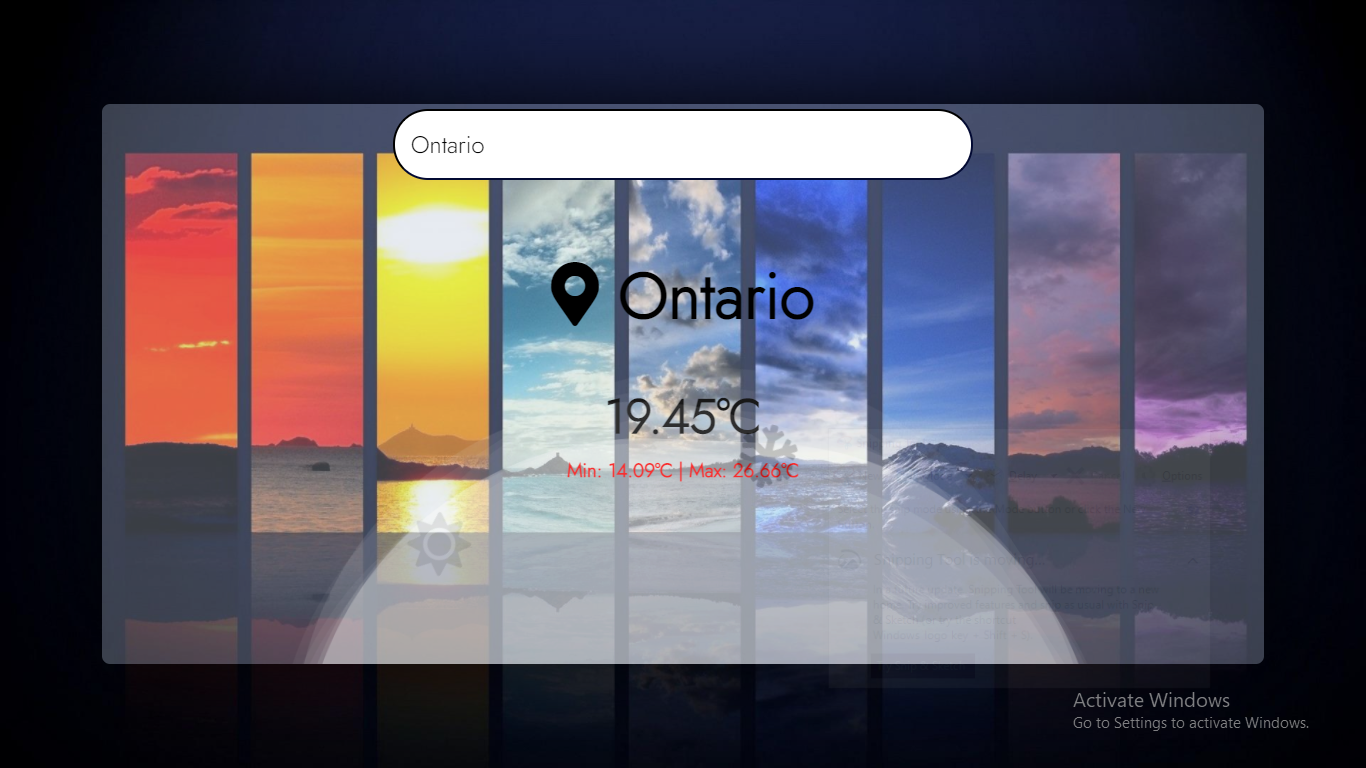 Ontario
Ontario
19.45°C
Min: 14.09°C | Max: 26.66°C
Activate Windows
Go to Settings to activate Windows.